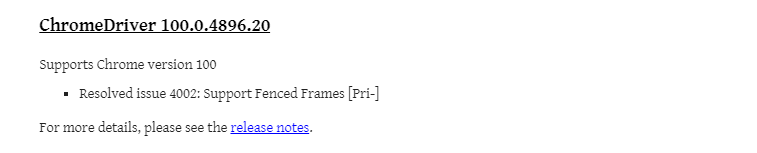 ChromeDriver 100.0.4896.20
Supports Chrome version 100
▪ Resolved issue 4002: Support Fenced Frames [Pri-]
For more details, please see the release notes.